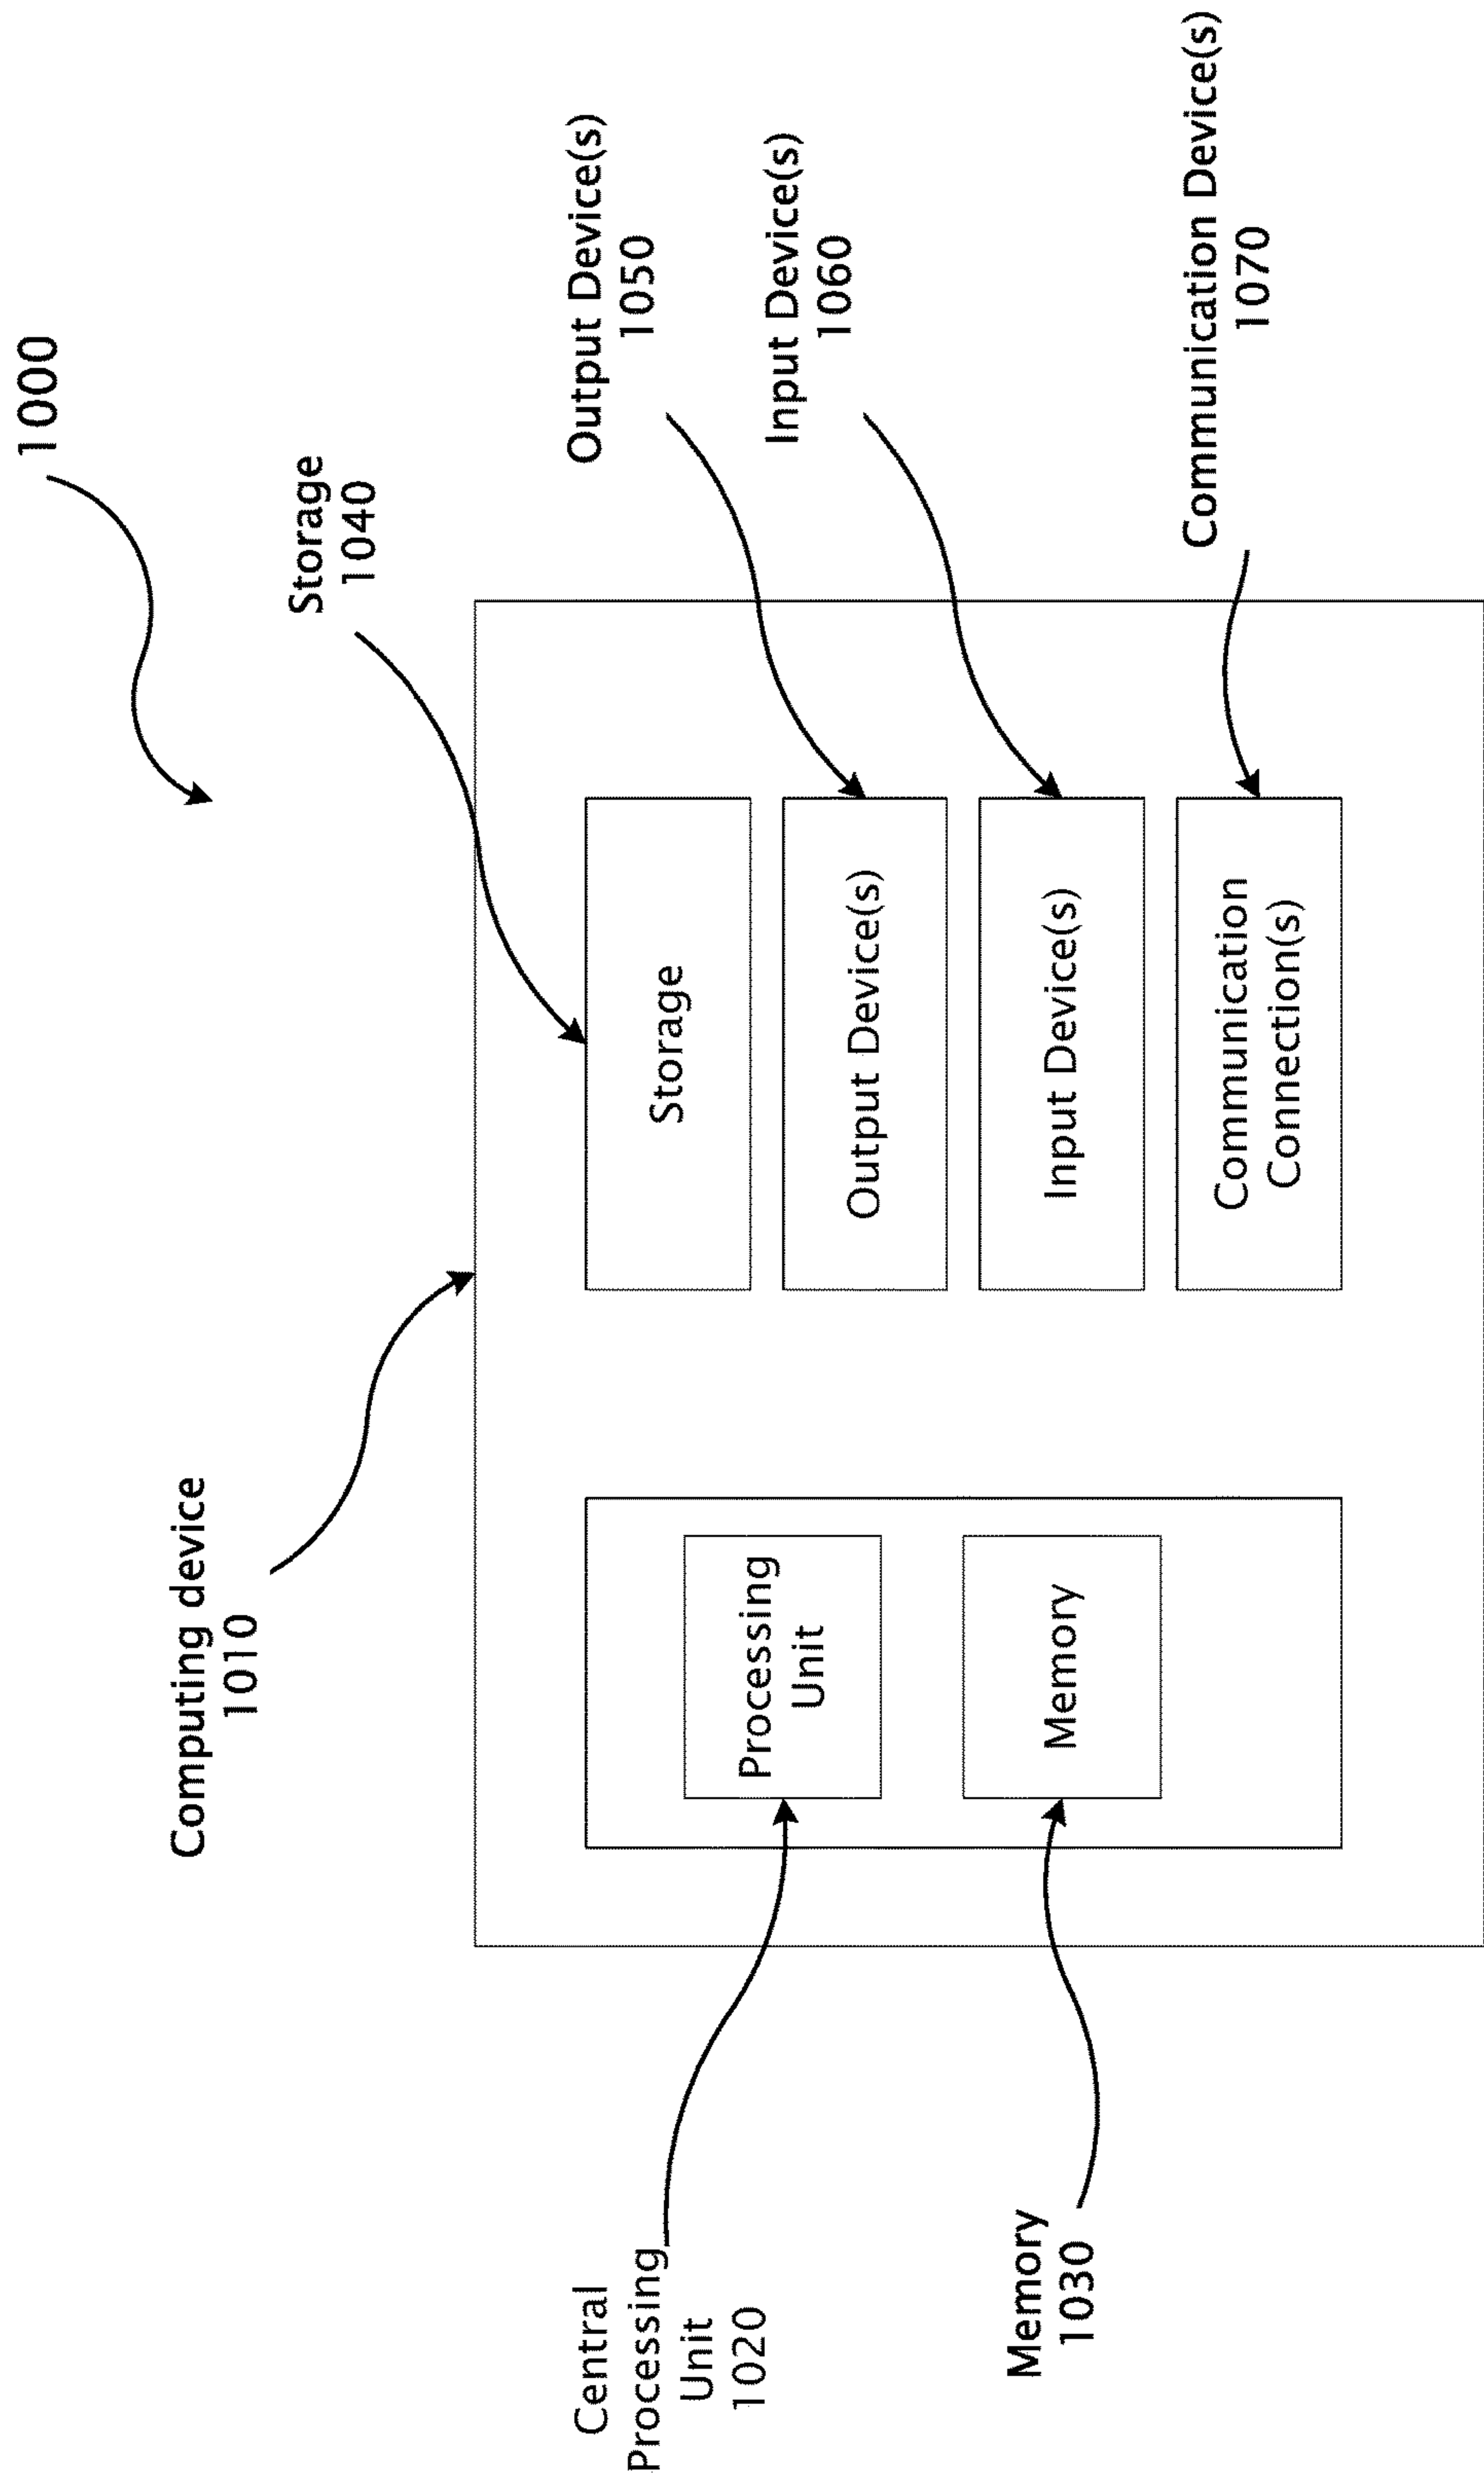 1000
Computing device
1010
Storage
1040
Output Device(s)
1050
Input Device(s)
1060
Communication Device(s)
1070
Central
Processing
Unit
1020
Memory
1030
Processing
Unit
Memory
Storage
Output Device(s)
Input Device(s)
Communication
Connection(s)